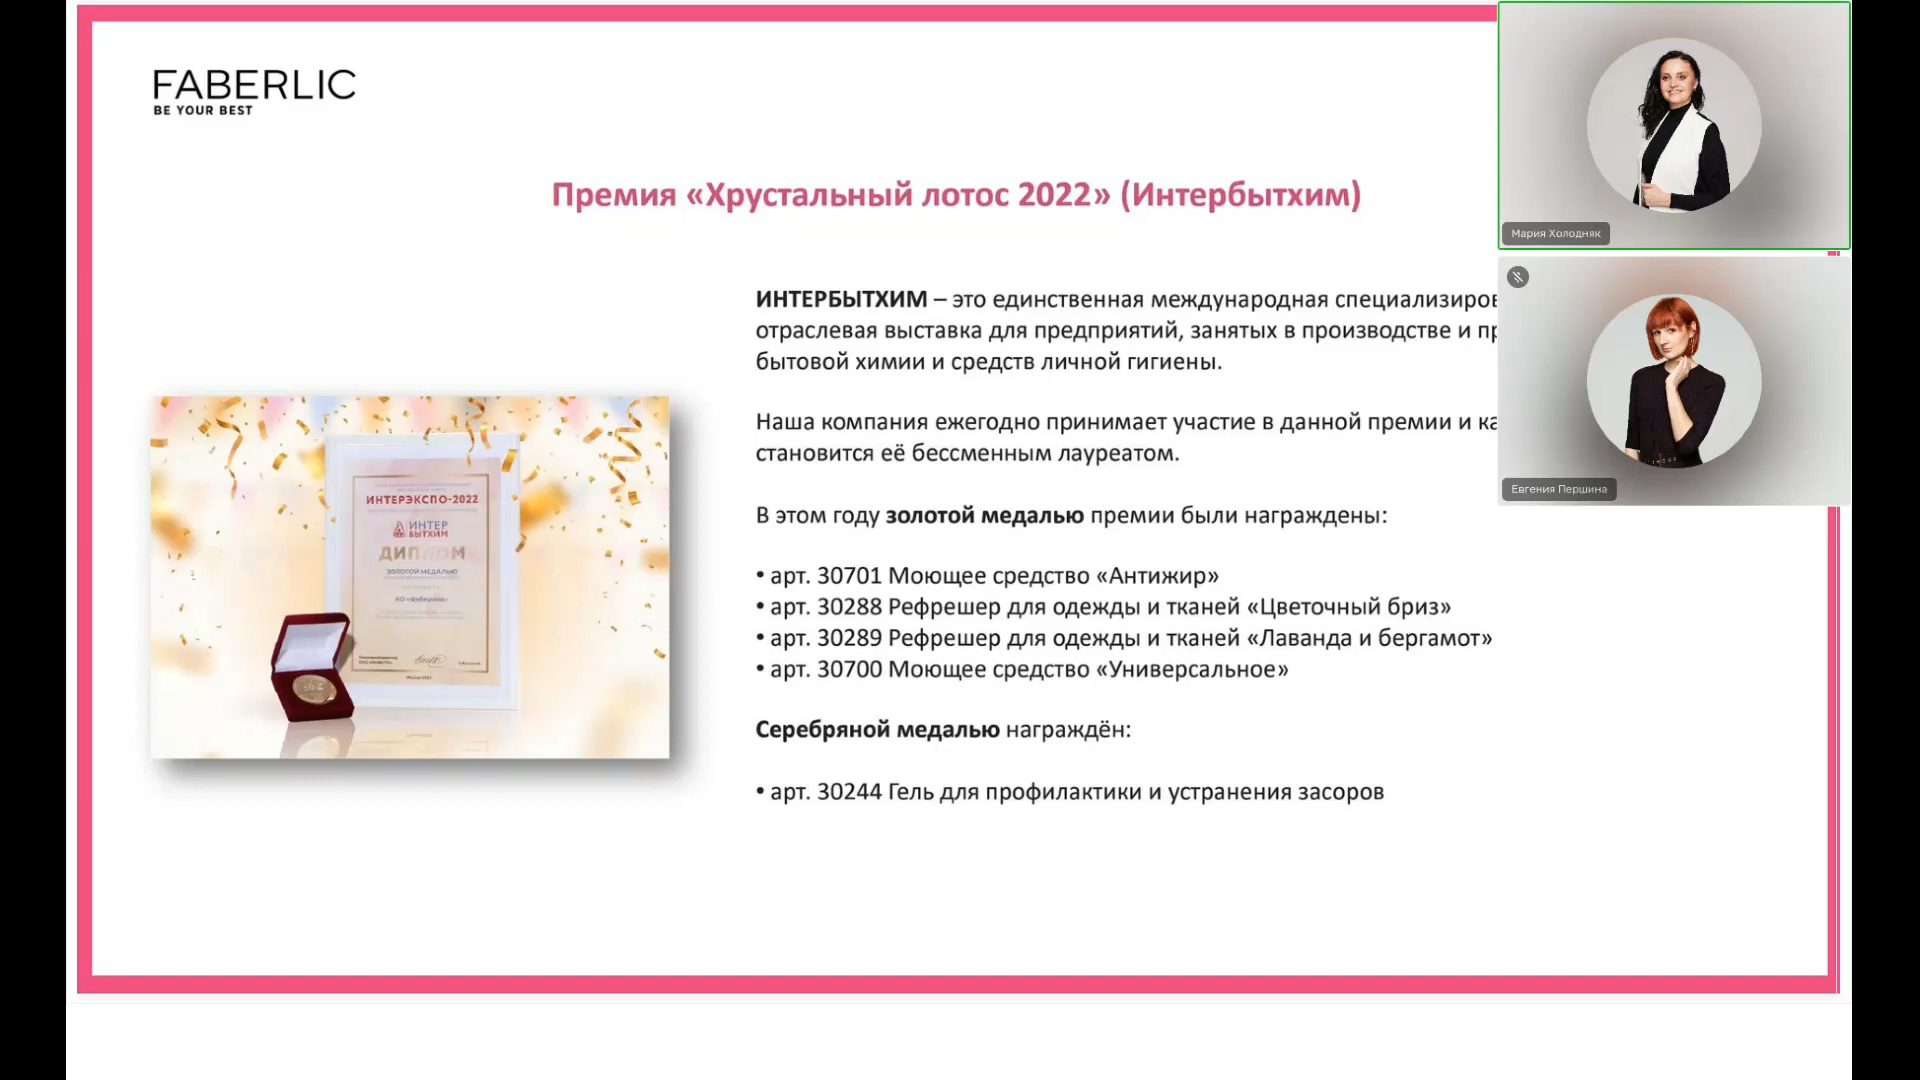 FABERLIC
BE YOUR BEST
Премия «Хрустальный лотос 2022» (Интербытхим)
ИНТЕРБЫТХИМ – это единственная международная специализиров
отраслевая выставка для предприятий, занятых в производстве и пр
бытовой химии и средств личной гигиены.
Наша компания ежегодно принимает участие в данной премии и ка
становится её бессменным лауреатом.
В этом году золотой медалью премии были награждены:
• арт. 30701 Моющее средство «Антижир»
• арт. 30288 Рефрешер для одежды и тканей «Цветочный бриз»
• арт. 30289 Рефрешер для одежды и тканей «Лаванда и бергамот»
• арт. 30700 Моющее средство «Универсальное»
Серебряной медалью награждён:
• арт. 30244 Гель для профилактики и устранения засоров
ИНТЕРЭКСПО-2022
ИНТЕР
БЫТХИМ
ДИПЛОМ
ЗОЛОТОЙ МЕДАЛЬЮ
АО «Фаберлик»
Мария Холодняк
Евгения Першина